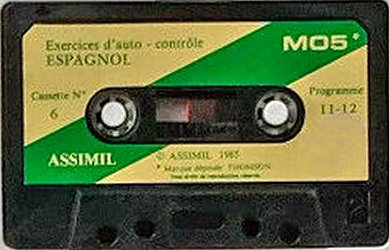 Exercices d'auto - contrôle
ESPAGNOL
MO5*
Cassette N°
6
Programme
11-12
ASSIMIL
© ASSIMIL 1985
* Marque déposée THOMSON